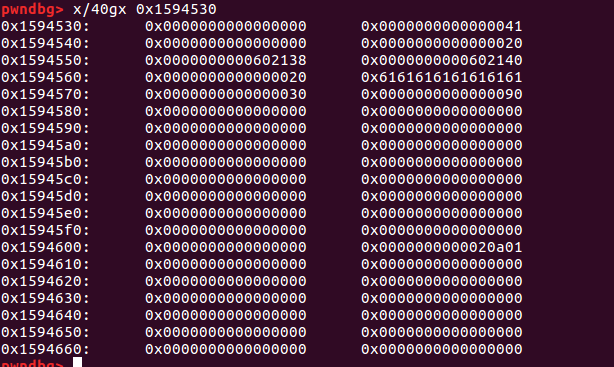 pwndbg> x/40gx 0x1594530
0x1594530: 0x0000000000000000 0x0000000000000041
0x1594540: 0x0000000000000000 0x0000000000000020
0x1594550: 0x0000000000602138 0x0000000000602140
0x1594560: 0x0000000000000020 0x6161616161616161
0x1594570: 0x0000000000000030 0x0000000000000090
0x1594580: 0x0000000000000000 0x0000000000000000
0x1594590: 0x0000000000000000 0x0000000000000000
0x15945a0: 0x0000000000000000 0x0000000000000000
0x15945b0: 0x0000000000000000 0x0000000000000000
0x15945c0: 0x0000000000000000 0x0000000000000000
0x15945d0: 0x0000000000000000 0x0000000000000000
0x15945e0: 0x0000000000000000 0x0000000000000000
0x15945f0: 0x0000000000000000 0x0000000000000000
0x1594600: 0x0000000000000000 0x0000000000020a01
0x1594610: 0x0000000000000000 0x0000000000000000
0x1594620: 0x0000000000000000 0x0000000000000000
0x1594630: 0x0000000000000000 0x0000000000000000
0x1594640: 0x0000000000000000 0x0000000000000000
0x1594650: 0x0000000000000000 0x0000000000000000
0x1594660: 0x0000000000000000 0x0000000000000000
pwndbg>